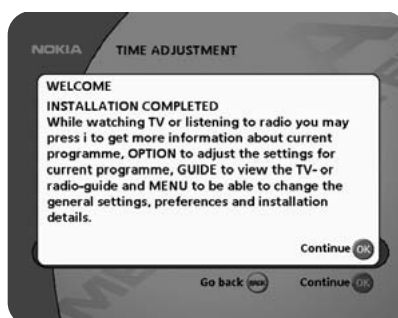 NOKIA TIME ADJUSTMENT
WELCOME
INSTALLATION COMPLETED
While watching TV or listening to radio you may
press i to get more information about current
programme, OPTION to adjust the settings for
current programme, GUIDE to view the TV- or
radio-guide and MENU to be able to change the
general settings, preferences and installation
details.
Continue OK
Go back BACK Continue OK